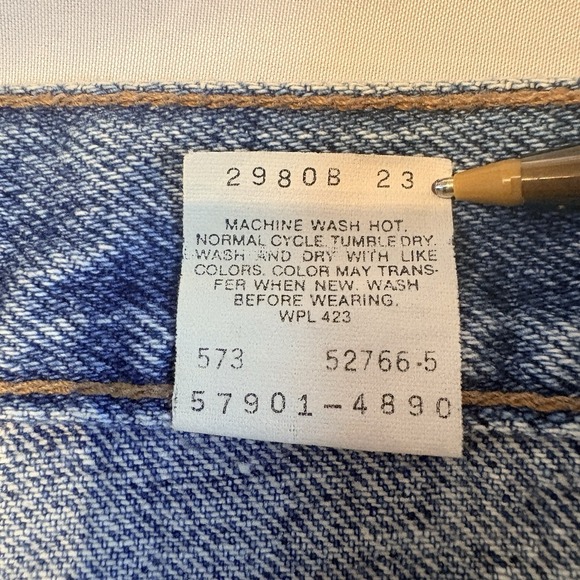 2980B 23
MACHINE WASH HOT.
NORMAL CYCLE. TUMBLE DRY.
WASH AND DRY WITH LIKE
COLORS. COLOR MAY TRANS-
FER WHEN NEW. WASH
BEFORE WEARING.
WPL 423
573 52766-5
57901-4890